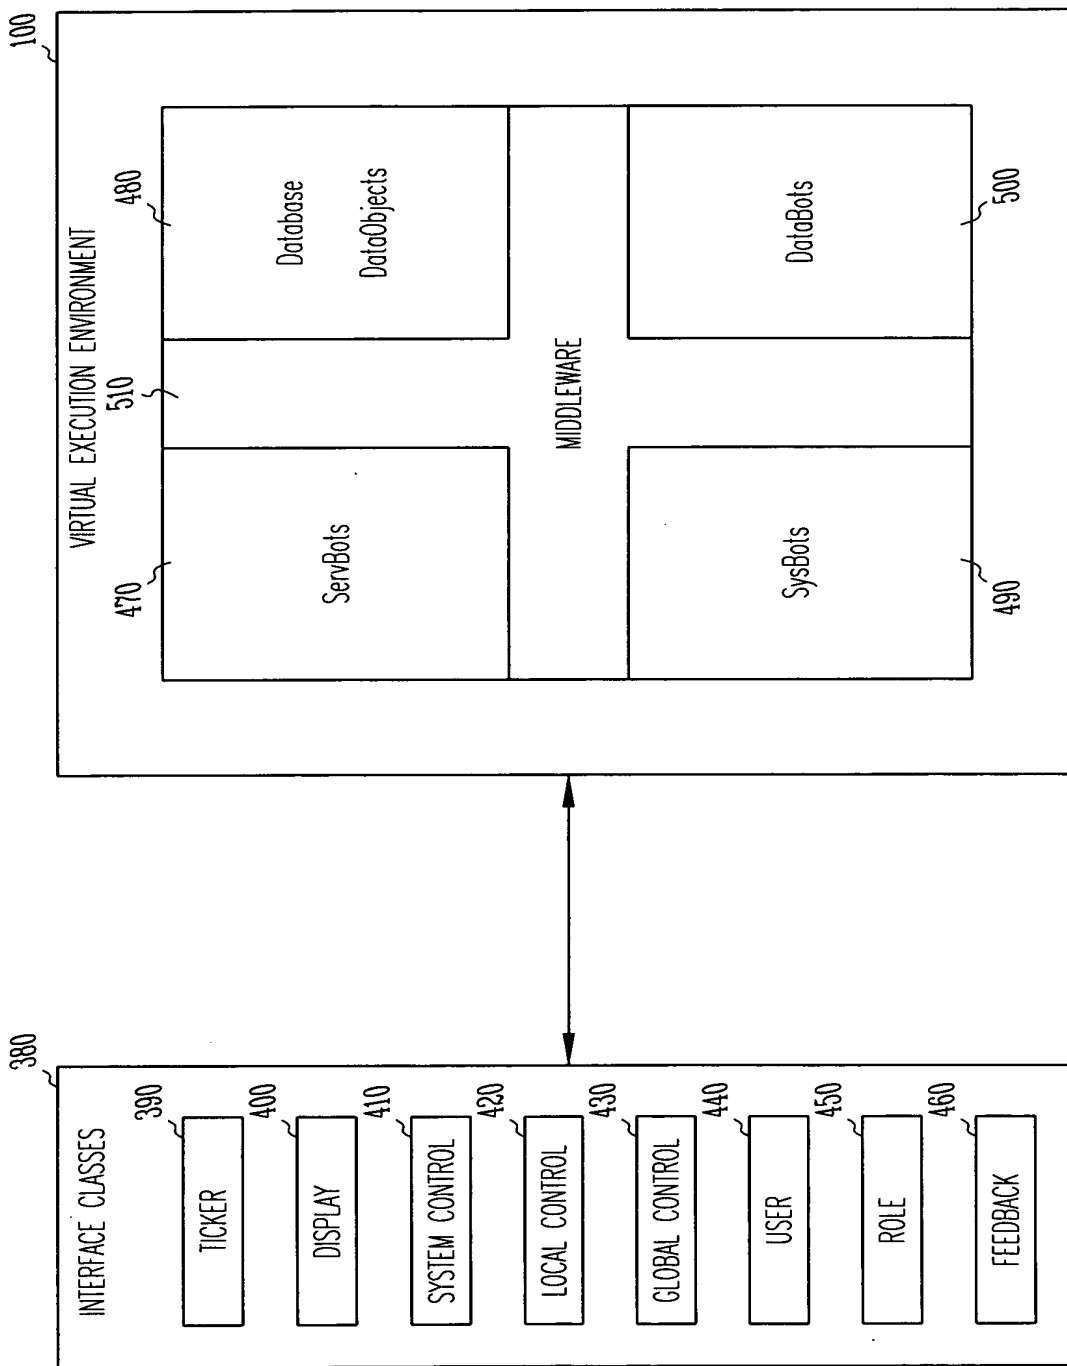 INTERFACE CLASSES
380
TICKER
390
DISPLAY
400
SYSTEM CONTROL
410
LOCAL CONTROL
420
GLOBAL CONTROL
430
USER
440
ROLE
450
FEEDBACK
460
VIRTUAL EXECUTION ENVIRONMENT
100
470
ServBots
510
480
Database
DataObjects
MIDDLEWARE
SysBots
490
DataBots
500